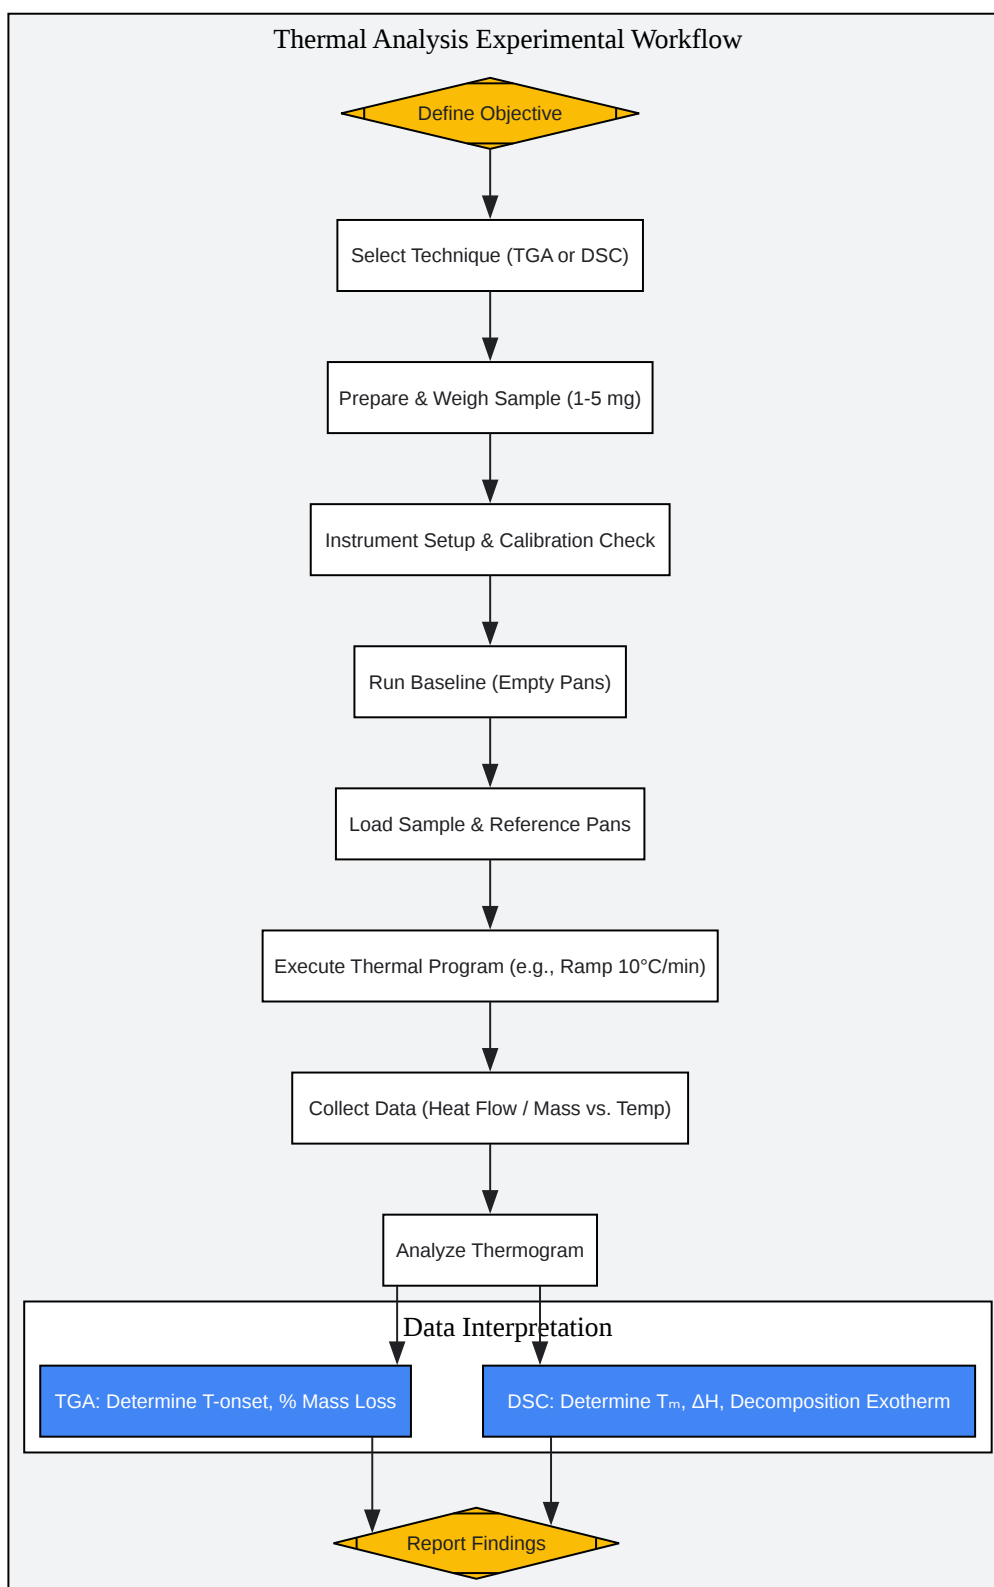 Thermal Analysis Experimental Workflow
Define Objective
Select Technique (TGA or DSC)
Prepare & Weigh Sample (1-5 mg)
Instrument Setup & Calibration Check
Run Baseline (Empty Pans)
Load Sample & Reference Pans
Execute Thermal Program (e.g., Ramp 10°C/min)
Collect Data (Heat Flow / Mass vs. Temp)
Analyze Thermogram
Data Interpretation
TGA: Determine T-onset, % Mass Loss
DSC: Determine Tₘ, ΔH, Decomposition Exotherm
Report Findings